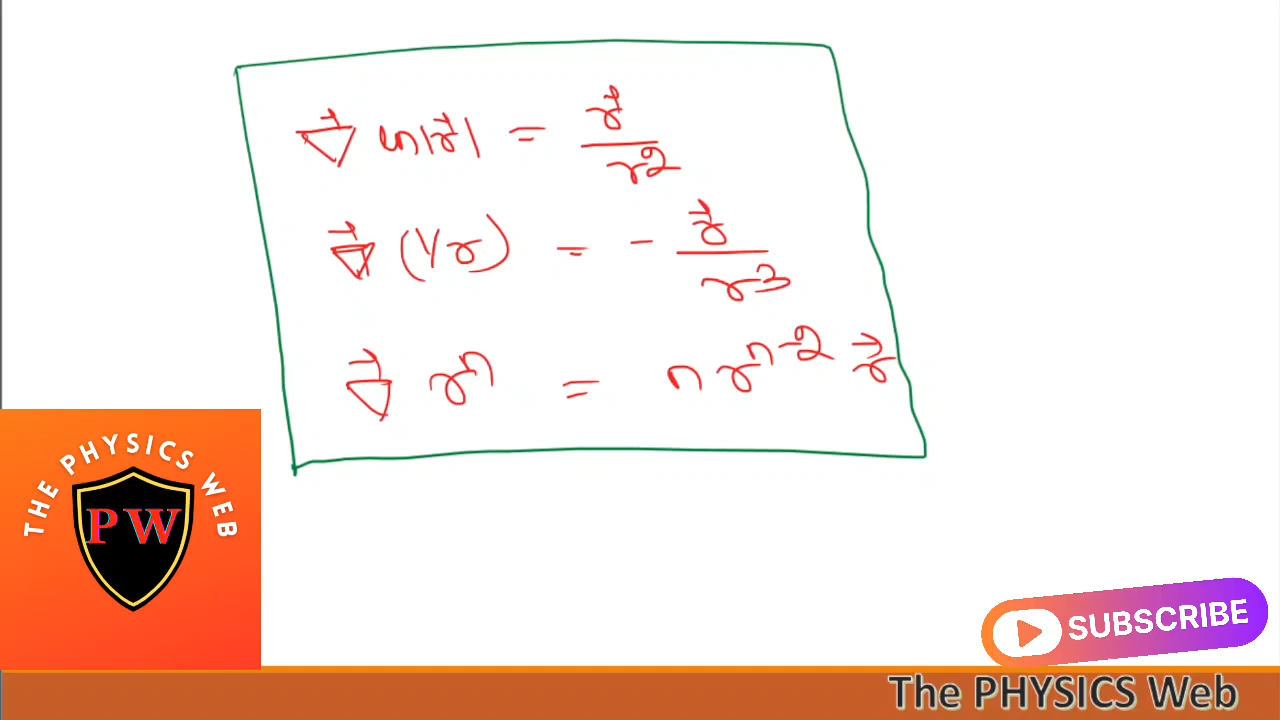 ∇⃗ ln|r⃗| = r⃗/r²
∇⃗ (1/r) = - r⃗/r³
∇⃗ rⁿ = n rⁿ⁻² r⃗
THE PHYSICS WEB
PW
SUBSCRIBE
The PHYSICS Web